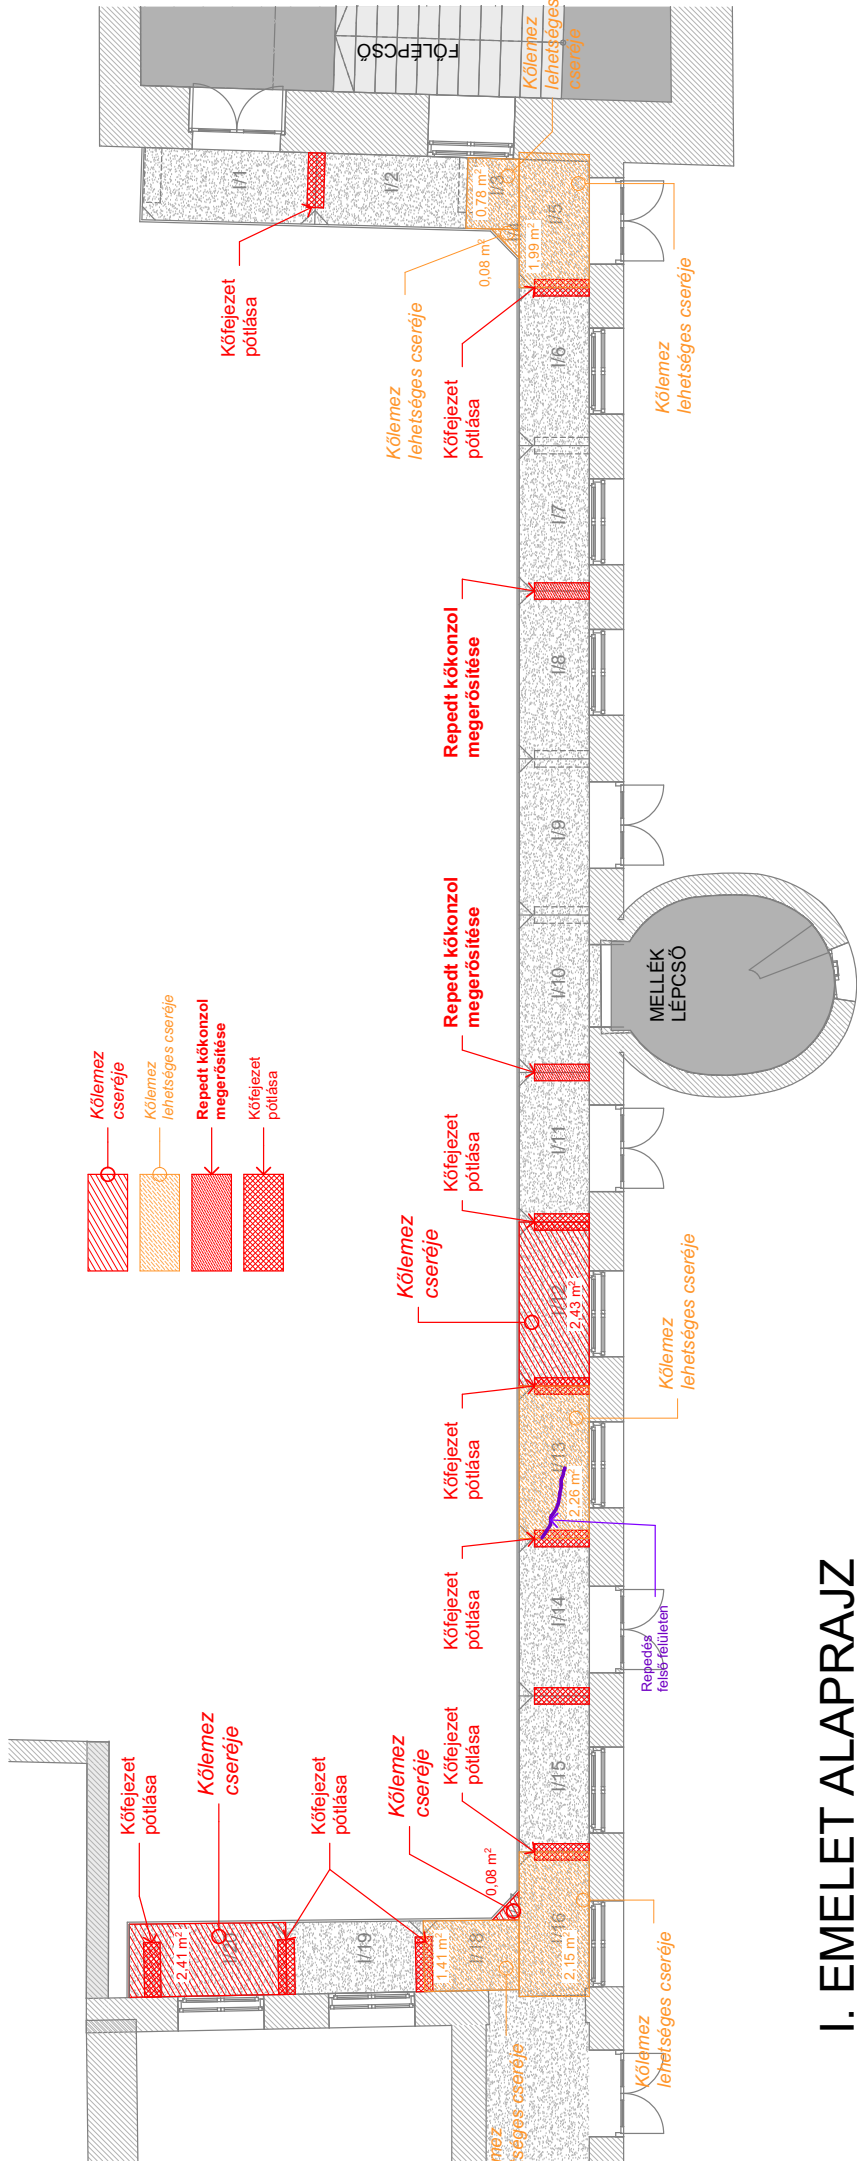 FŐLÉPCSŐ
Kőlemez
lehetséges
cseréje
I/1
I/2
I/3
0,78 m²
I/4
0,08 m²
I/5
1,99 m²
Kőfejezet
pótlása
Kőlemez
lehetséges cseréje
Kőfejezet
pótlása
Kőlemez
lehetséges cseréje
I/6
I/7
Repedt kőkonzol
megerősítése
I/8
I/9
Repedt kőkonzol
megerősítése
I/10
MELLÉK
LÉPCSŐ
Kőlemez
cseréje
Kőlemez
lehetséges cseréje
Repedt kőkonzol
megerősítése
Kőfejezet
pótlása
I/11
Kőfejezet
pótlása
Kőlemez
cseréje
I/12
2,43 m²
Kőlemez
lehetséges cseréje
Kőfejezet
pótlása
I/13
2,26 m²
Kőfejezet
pótlása
I/14
Repedés
felső felületen
I/15
Kőfejezet
pótlása
Kőlemez
cseréje
0,08 m²
Kőfejezet
pótlása
Kőlemez
cseréje
Kőfejezet
pótlása
I/20
2,41 m²
I/19
I/18
1,41 m²
I/16
2,15 m²
Kőlemez
lehetséges cseréje
mez
séges cseréje
I. EMELET ALAPRAJZ